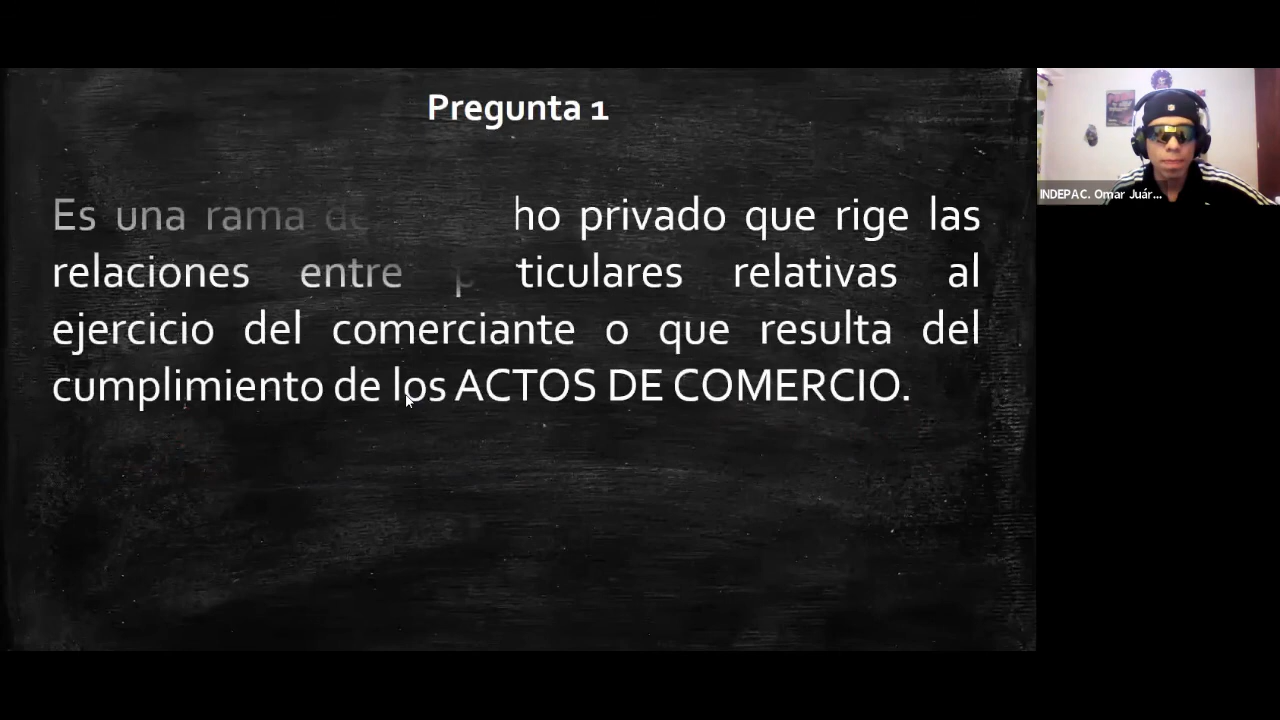 Pregunta 1
Es una rama de ho privado que rige las
relaciones entre p ticulares relativas al
ejercicio del comerciante o que resulta del
cumplimiento de los ACTOS DE COMERCIO.
INDEPAC. Omar Juár...